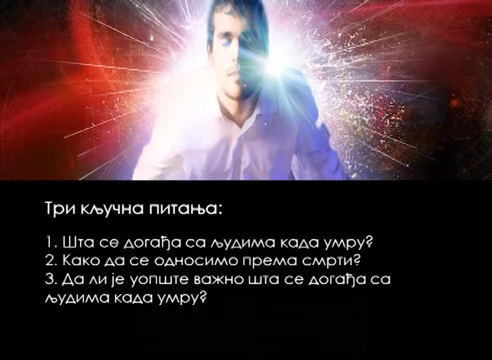 Три кључна питања:
1. Шта се догађа са људима када умру?
2. Како да се односимо према смрти?
3. Да ли је уопште важно шта се догађа са
људима када умру?